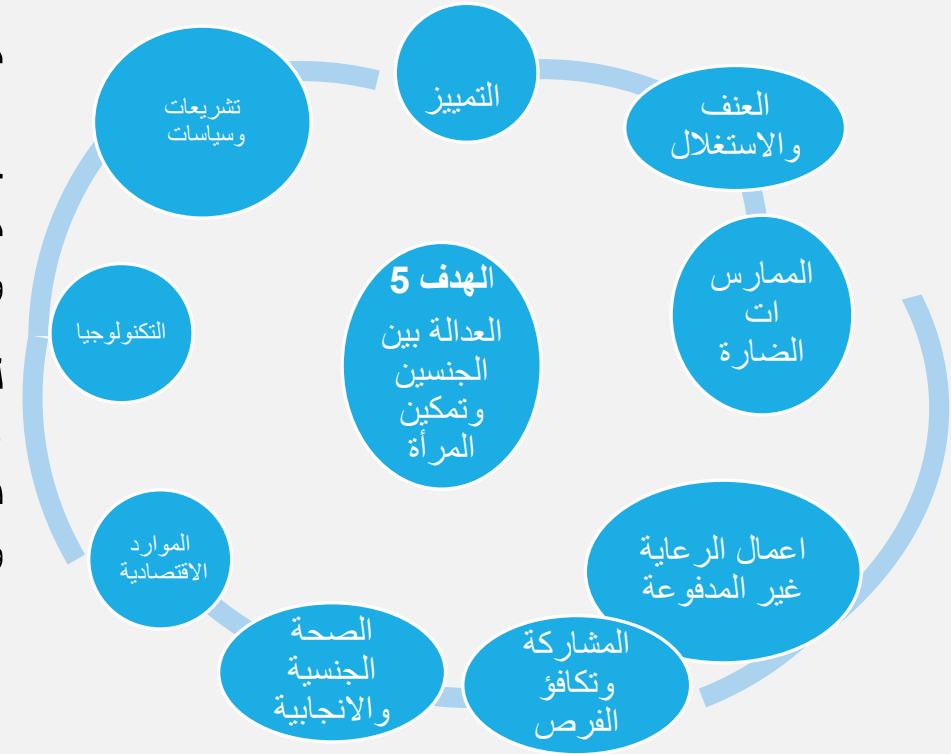 التمييز
العنف
والاستغلال
الممارس
ات
الضارة
اعمال الرعاية
غير المدفوعة
المشاركة
وتكافؤ
الفرص
الصحة
الجنسية
والانجابية
الموارد
الاقتصادية
التكنولوجيا
تشريعات
وسياسات
الهدف 5
العدالة بين
الجنسين
وتمكين
المرأة